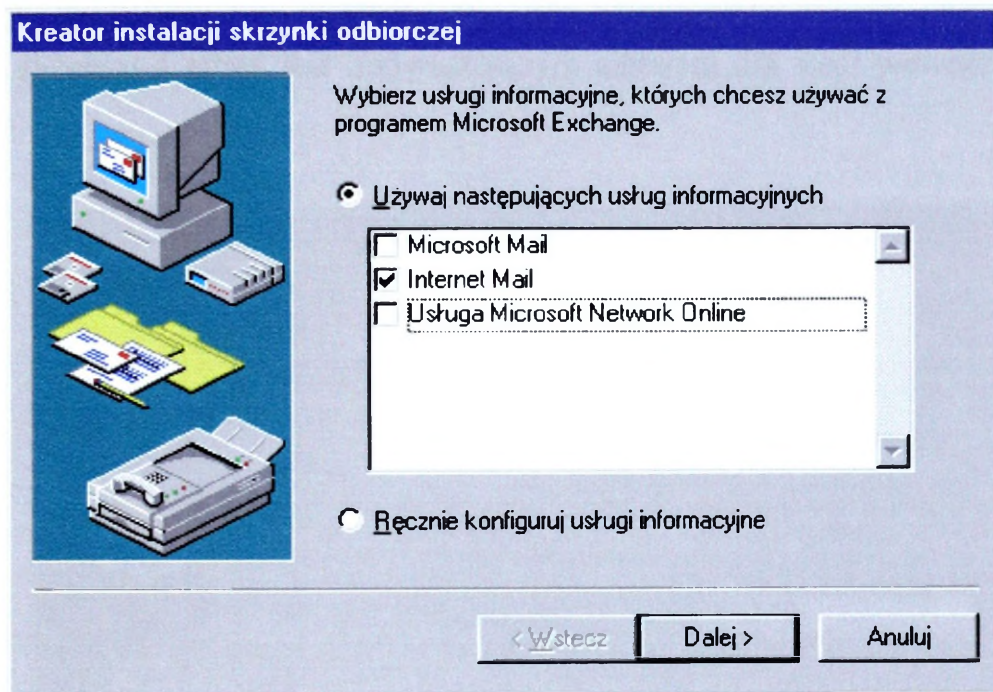 Kreator instalacji skrzynki odbiorczej
Wybierz usługi informacyjne, których chcesz używać z
programem Microsoft Exchange.
Używaj następujących usług informacyjnych
Microsoft Mail
Internet Mail
Usługa Microsoft Network Online
Ręcznie konfiguruj usługi informacyjne
< Wstecz
Dalej >
Anuluj